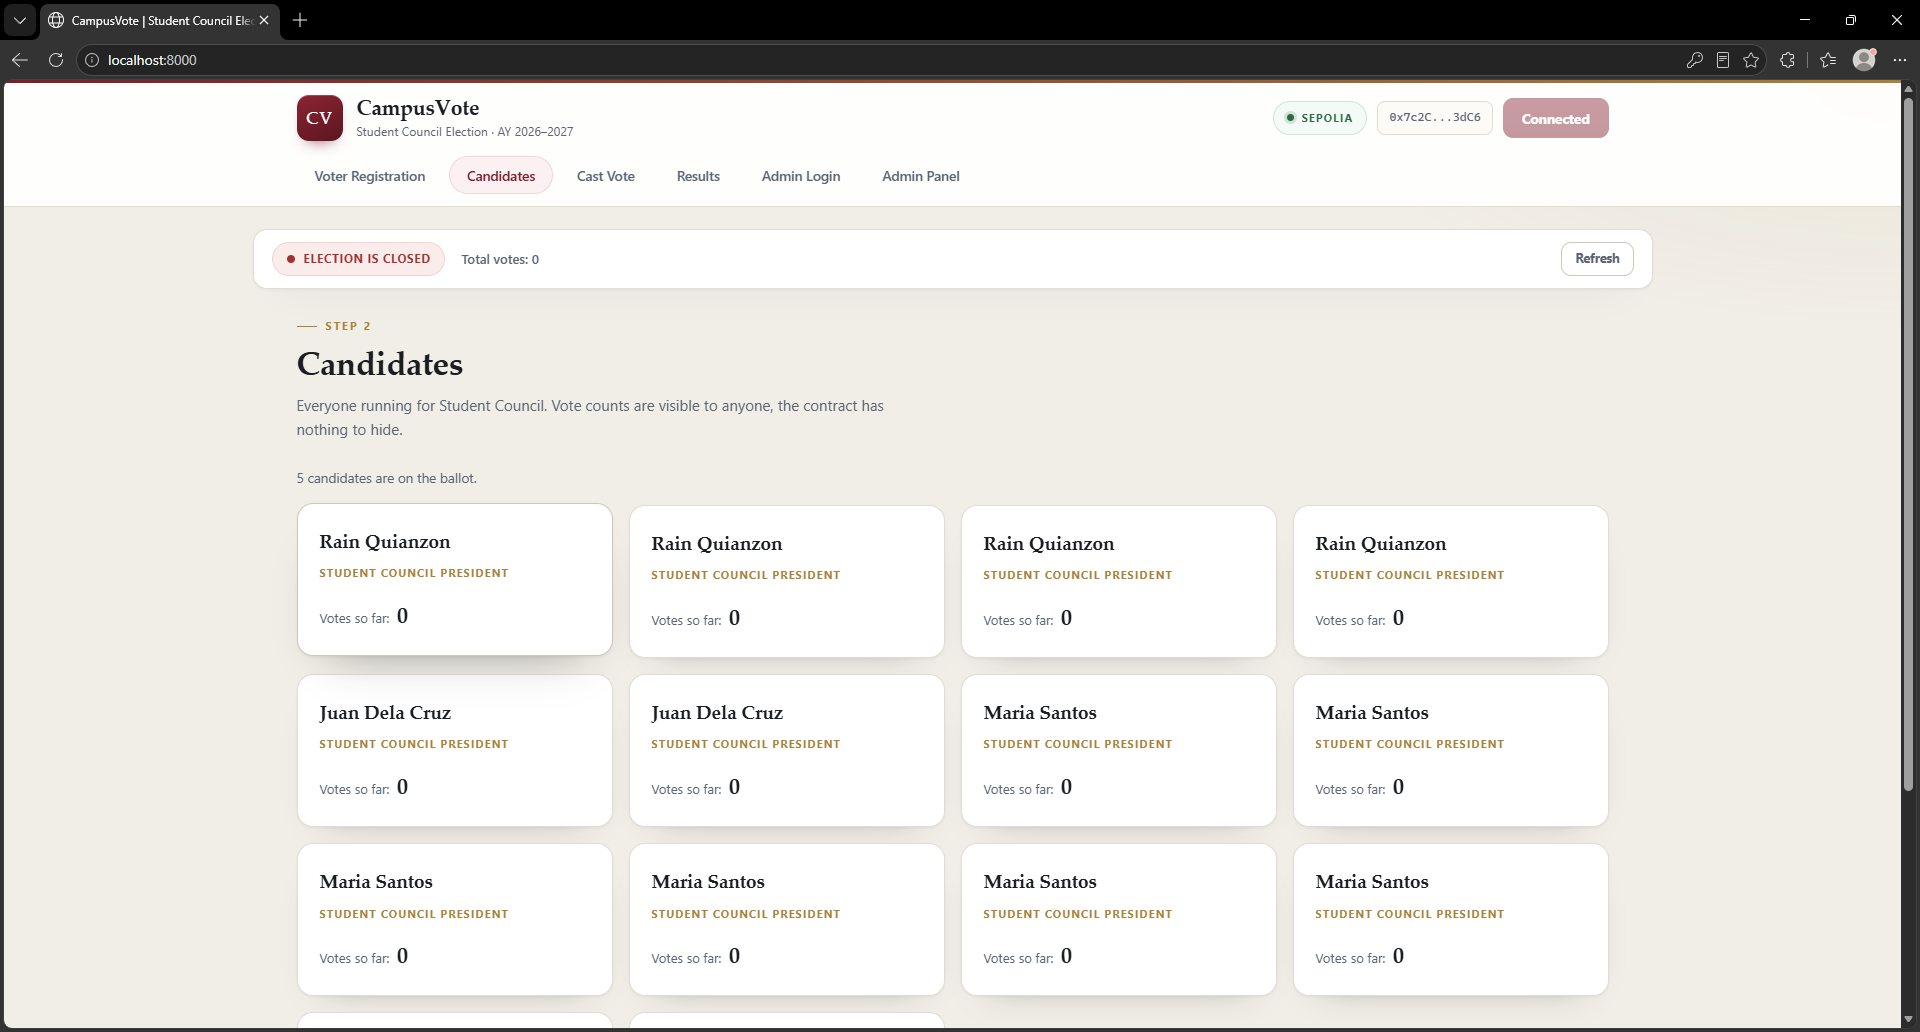 CampusVote | Student Council Ele
localhost:8000
CV
CampusVote
Student Council Election · AY 2026–2027
SEPOLIA
0x7c2C...3dC6
Connected
Voter Registration
Candidates
Cast Vote
Results
Admin Login
Admin Panel
ELECTION IS CLOSED
Total votes: 0
Refresh
STEP 2
Candidates
Everyone running for Student Council. Vote counts are visible to anyone, the contract has
nothing to hide.
5 candidates are on the ballot.
Rain Quianzon
STUDENT COUNCIL PRESIDENT
Votes so far: 0
Rain Quianzon
STUDENT COUNCIL PRESIDENT
Votes so far: 0
Rain Quianzon
STUDENT COUNCIL PRESIDENT
Votes so far: 0
Rain Quianzon
STUDENT COUNCIL PRESIDENT
Votes so far: 0
Juan Dela Cruz
STUDENT COUNCIL PRESIDENT
Votes so far: 0
Juan Dela Cruz
STUDENT COUNCIL PRESIDENT
Votes so far: 0
Maria Santos
STUDENT COUNCIL PRESIDENT
Votes so far: 0
Maria Santos
STUDENT COUNCIL PRESIDENT
Votes so far: 0
Maria Santos
STUDENT COUNCIL PRESIDENT
Votes so far: 0
Maria Santos
STUDENT COUNCIL PRESIDENT
Votes so far: 0
Maria Santos
STUDENT COUNCIL PRESIDENT
Votes so far: 0
Maria Santos
STUDENT COUNCIL PRESIDENT
Votes so far: 0